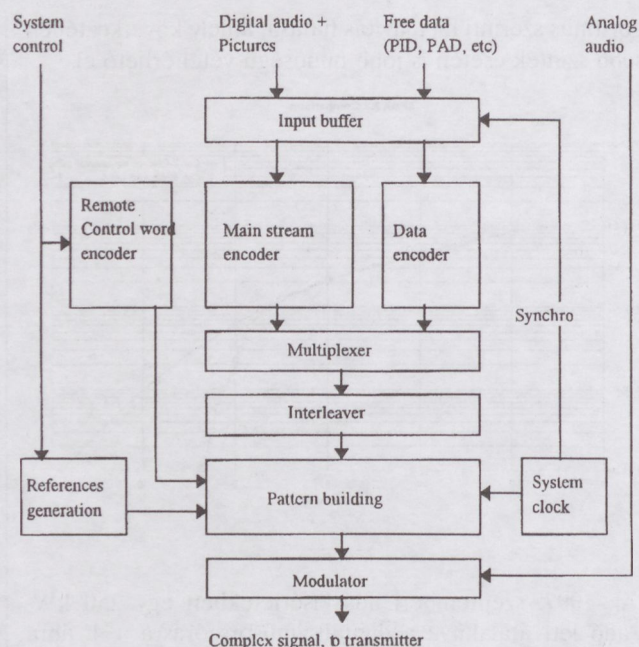 System
control
Digital audio +
Pictures
Free data
(PID, PAD, etc)
Analog
audio
Input buffer
Remote
Control word
encoder
Main stream
encoder
Data
encoder
Synchro
Multiplexer
Interleaver
References
generation
Pattern building
System
clock
Modulator
Complex signal, to transmitter